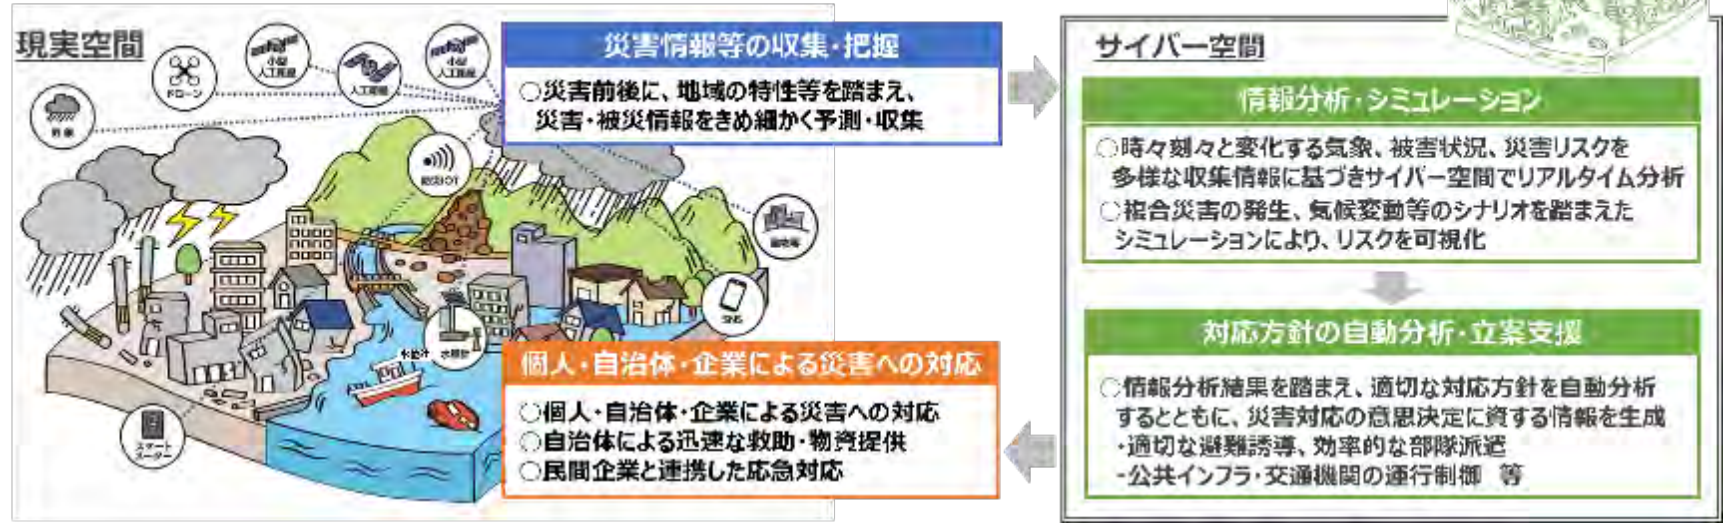 現実空間
ドローン
小型
人工衛星
人工衛星
小型
人工衛星
防災IOT
SNS
水位計
スマート
メーター
災害情報等の収集・把握
○災害前後に、地域の特性等を踏まえ、
災害・被災情報をきめ細かく予測・収集
個人・自治体・企業による災害への対応
○個人・自治体・企業による災害への対応
○自治体による迅速な救助・物資提供
○民間企業と連携した応急対応
サイバー空間
情報分析・シミュレーション
○時々刻々と変化する気象、被害状況、災害リスクを
多様な収集情報に基づきサイバー空間でリアルタイム分析
○複合災害の発生、気候変動等のシナリオを踏まえた
シミュレーションにより、リスクを可視化
対応方針の自動分析・立案支援
○情報分析結果を踏まえ、適切な対応方針を自動分析
するとともに、災害対応の意思決定に資する情報を生成
・適切な避難誘導、効率的な部隊派遣
-公共インフラ・交通機関の運行制御　等